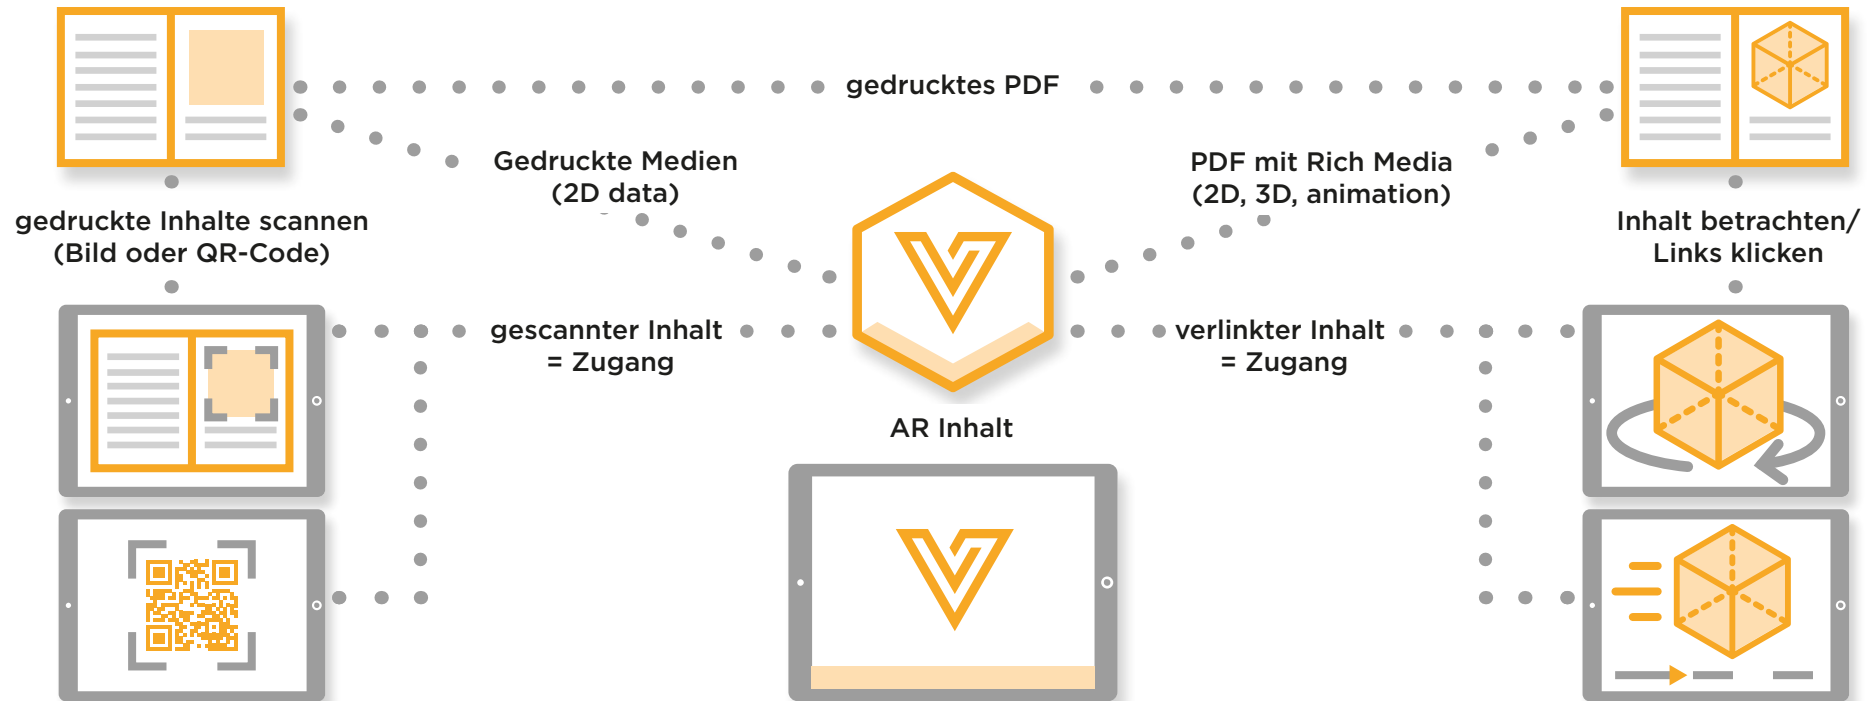 gedrucktes PDF
Gedruckte Medien
(2D data)
PDF mit Rich Media
(2D, 3D, animation)
gedruckte Inhalte scannen
(Bild oder QR-Code)
Inhalt betrachten/
Links klicken
gescannter Inhalt
= Zugang
verlinkter Inhalt
= Zugang
AR Inhalt